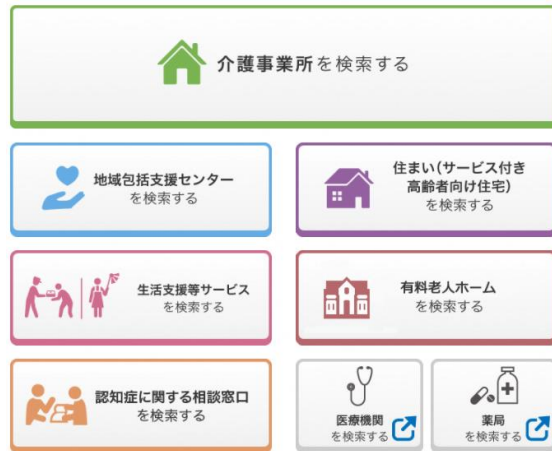 介護事業所を検索する
地域包括支援センター
を検索する
住まい(サービス付き
高齢者向け住宅)
を検索する
生活支援等サービス
を検索する
有料老人ホーム
を検索する
認知症に関する相談窓口
を検索する
医療機関
を検索する
薬局
を検索する